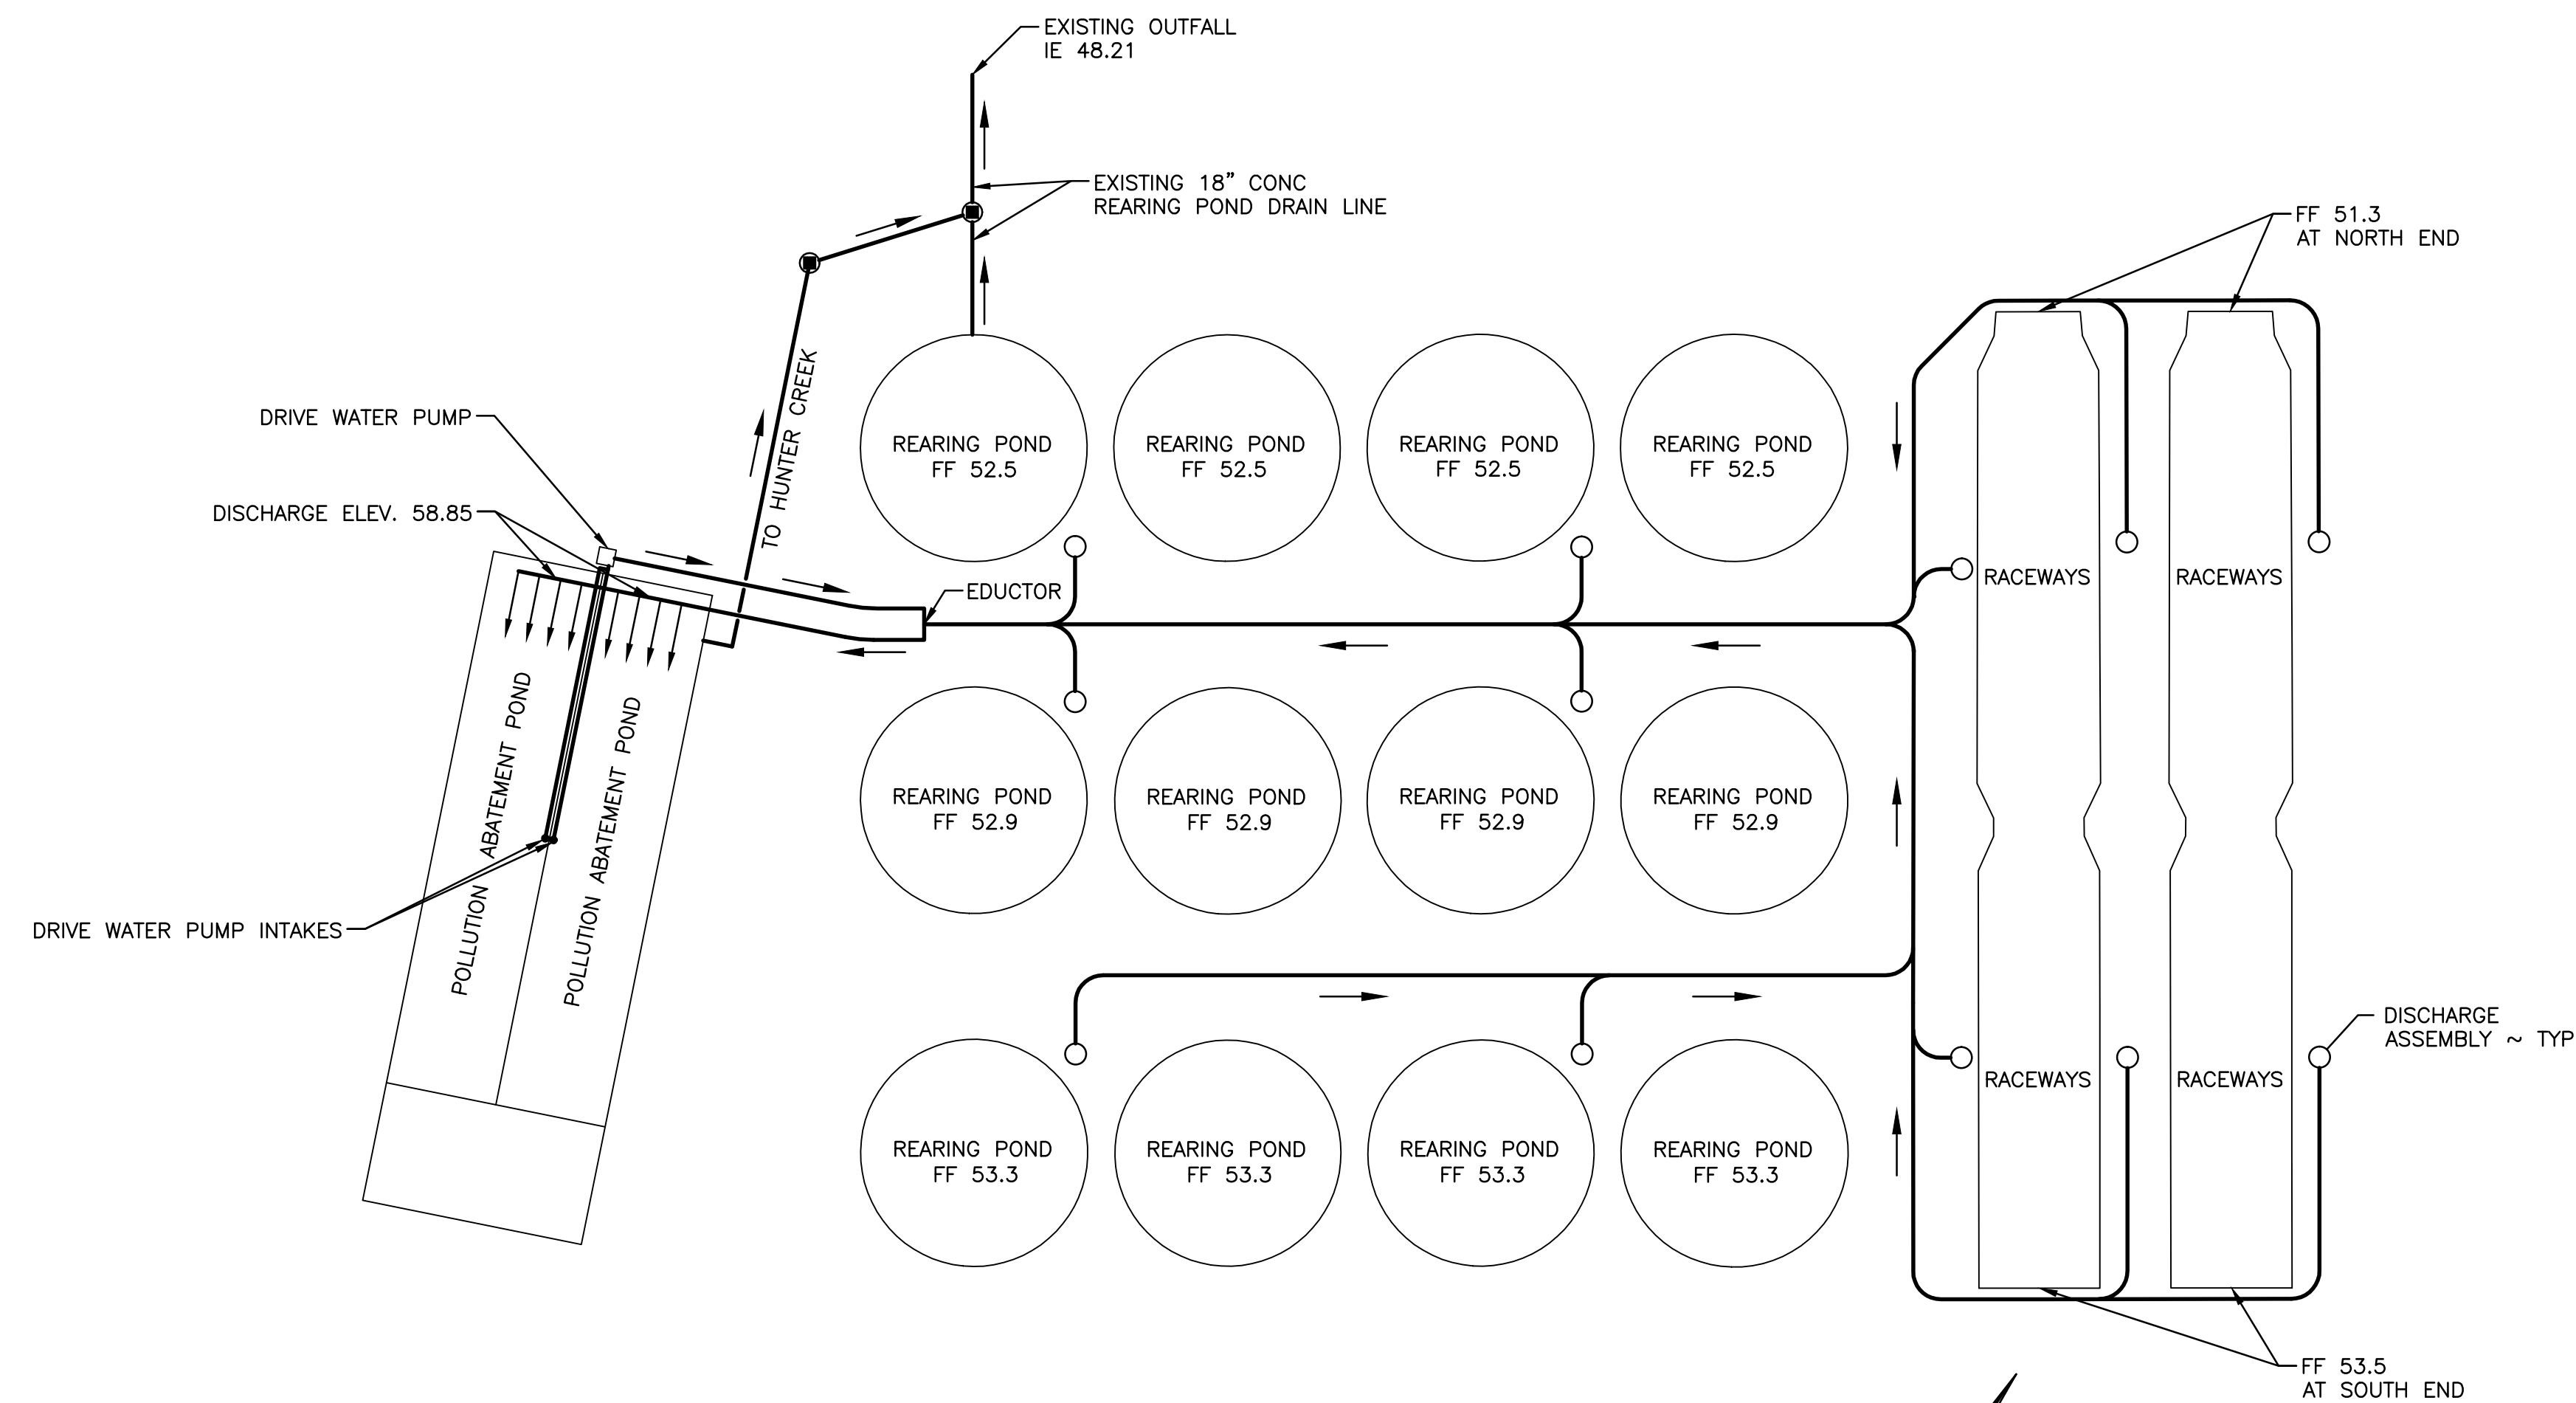 EXISTING OUTFALL
IE 48.21
EXISTING 18" CONC
REARING POND DRAIN LINE
FF 51.3
AT NORTH END
TO HUNTER CREEK
DRIVE WATER PUMP
DISCHARGE ELEV. 58.85
EDUCTOR
REARING POND
FF 52.5
REARING POND
FF 52.5
REARING POND
FF 52.5
REARING POND
FF 52.5
RACEWAYS
RACEWAYS
POLLUTION ABATEMENT POND
POLLUTION ABATEMENT POND
REARING POND
FF 52.9
REARING POND
FF 52.9
REARING POND
FF 52.9
REARING POND
FF 52.9
DRIVE WATER PUMP INTAKES
DISCHARGE
ASSEMBLY ~ TYP
RACEWAYS
RACEWAYS
REARING POND
FF 53.3
REARING POND
FF 53.3
REARING POND
FF 53.3
REARING POND
FF 53.3
FF 53.5
AT SOUTH END